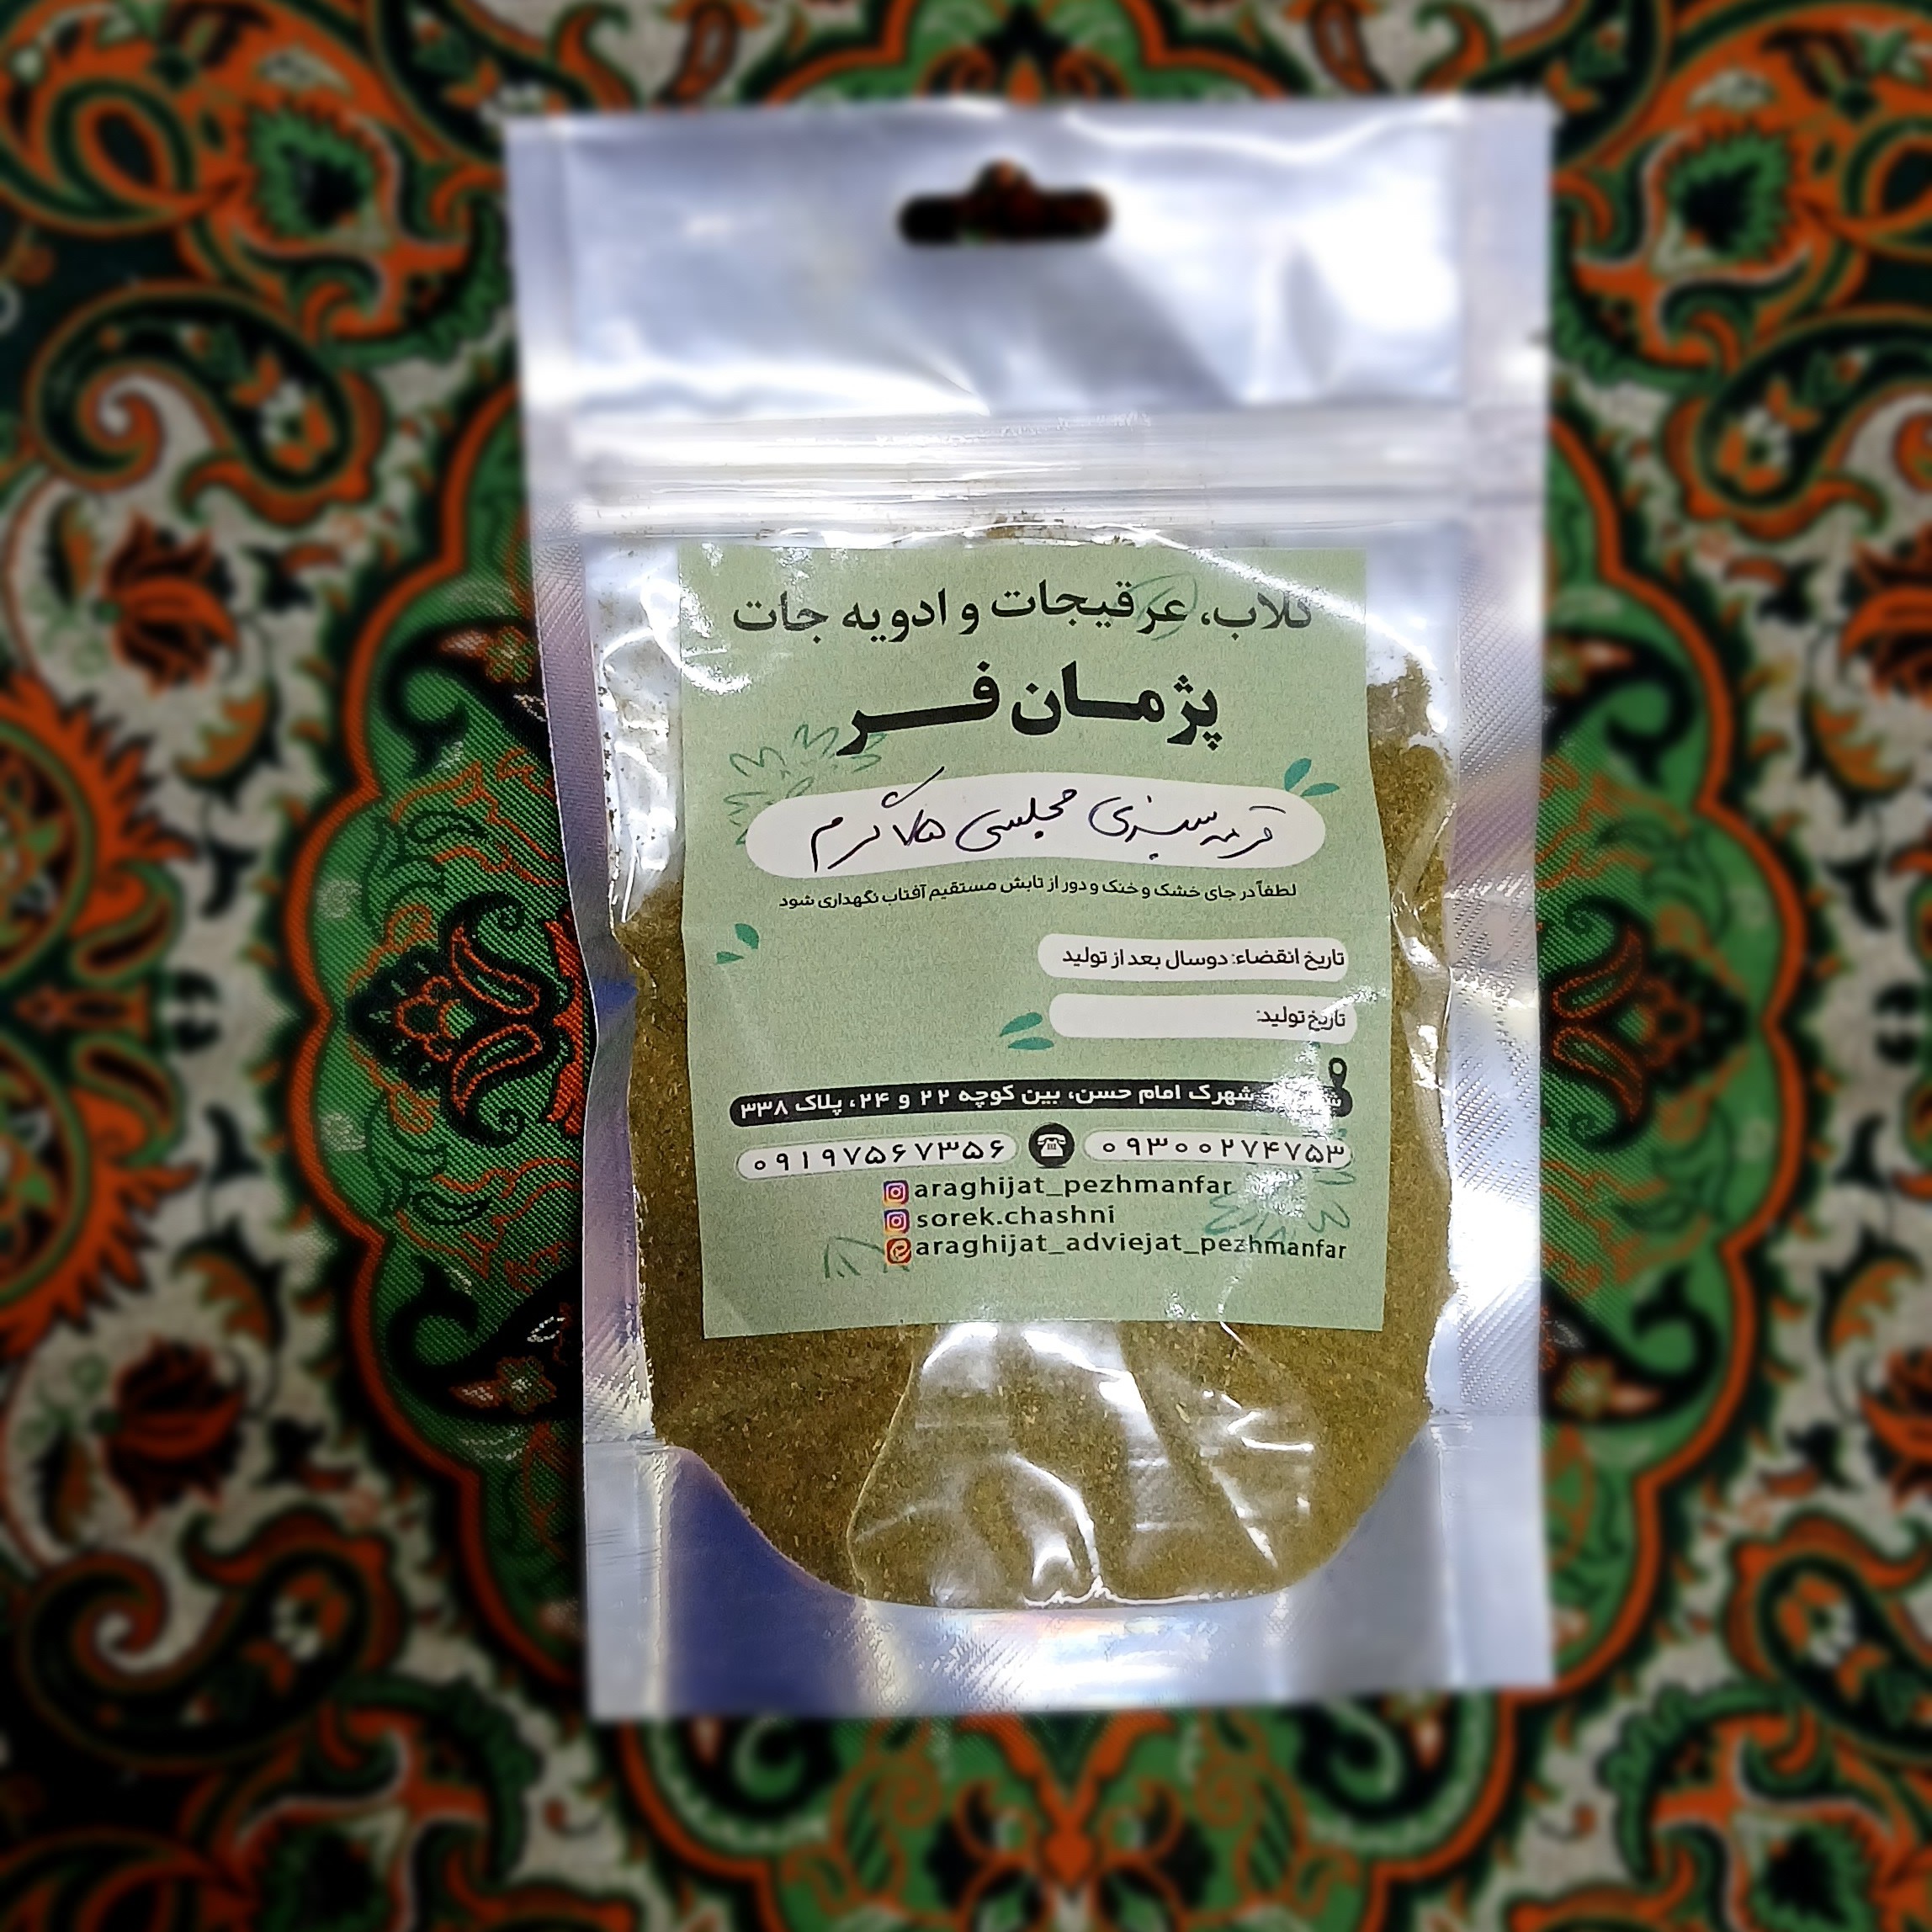 گلاب، عرقیجات و ادویه جات
پژمان فر
قرمه سبزی مجلسی ۷۵ گرم
لطفاً در جای خشک و خنک و دور از تابش مستقیم آفتاب نگهداری شود
تاریخ انقضاء: دوسال بعد از تولید
تاریخ تولید:
شهرک امام حسن، بین کوچه ۲۲ و ۲۴، پلاک ۳۳۸
۰۹۳۰۰۲۷۴۷۵۳ ۰۹۱۹۷۵۶۷۳۵۶
araghijat_pezhmanfar
sorek.chashni
araghijat_adviejat_pezhmanfar